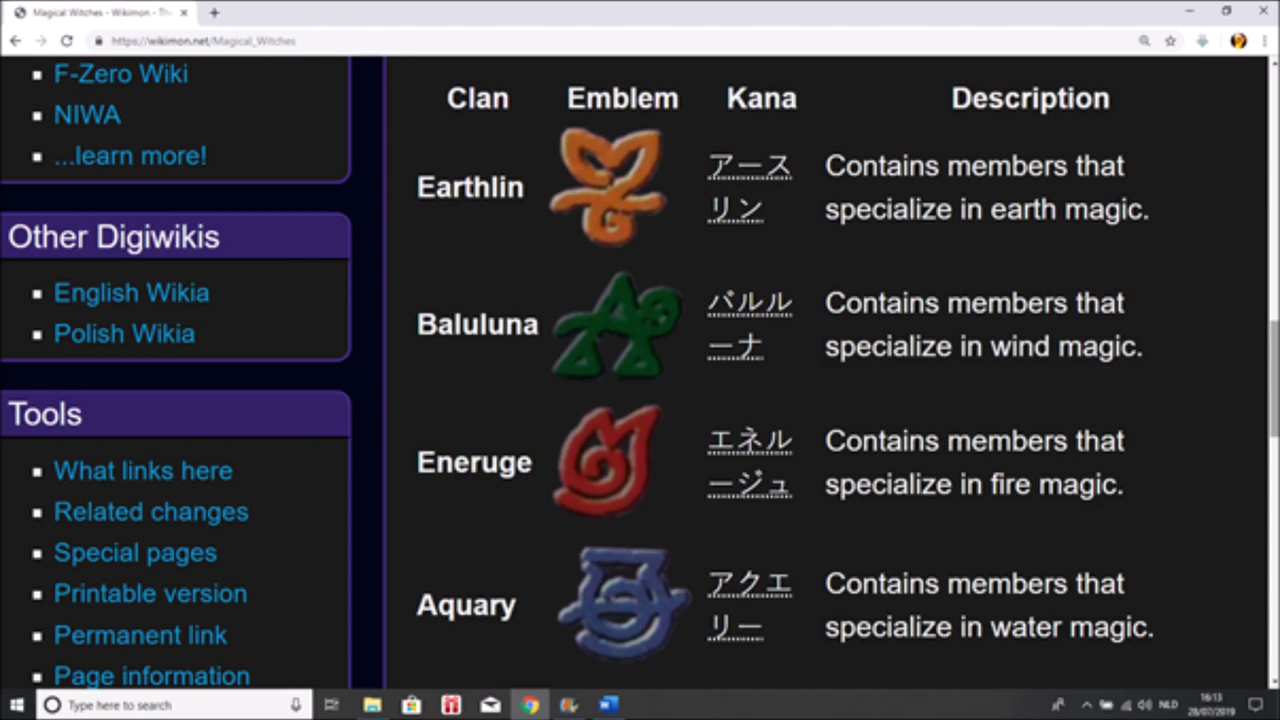 Magical Witches - Wikimon - Th
https://wikimon.net/Magical_Witches
F-Zero Wiki
NIWA
...learn more!
Other Digiwikis
English Wikia
Polish Wikia
Tools
What links here
Related changes
Special pages
Printable version
Permanent link
Page information
Clan Emblem Kana Description
Earthlin
アース
リン
Contains members that
specialize in earth magic.
Baluluna
バルル
ーナ
Contains members that
specialize in wind magic.
Eneruge
エネル
ージュ
Contains members that
specialize in fire magic.
Aquary
アクエ
リー
Contains members that
specialize in water magic.
Type here to search
NLD
16:13
28/07/2019